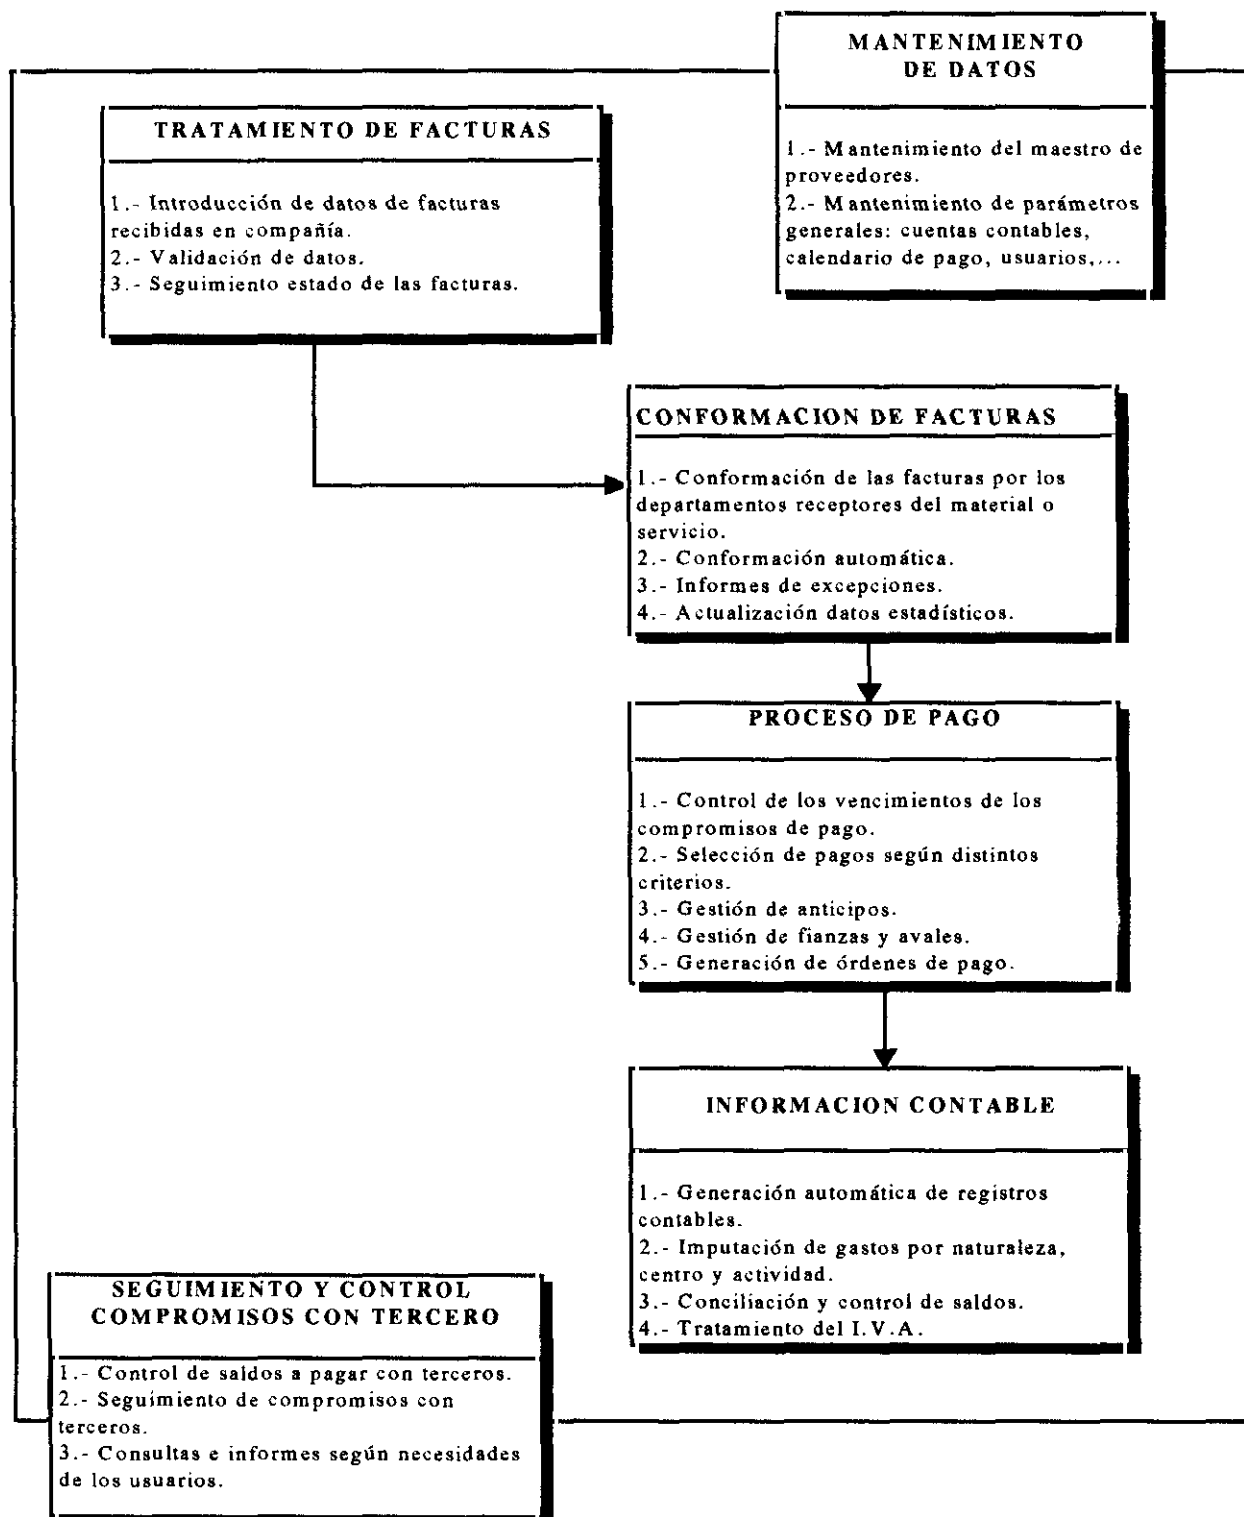 MANTENIMIENTO
DE DATOS
1.- Mantenimiento del maestro de
proveedores.
2.- Mantenimiento de parámetros
generales: cuentas contables,
calendario de pago, usuarios,...
TRATAMIENTO DE FACTURAS
1.- Introducción de datos de facturas
recibidas en compañía.
2.- Validación de datos.
3.- Seguimiento estado de las facturas.
CONFORMACION DE FACTURAS
1.- Conformación de las facturas por los
departamentos receptores del material o
servicio.
2.- Conformación automática.
3.- Informes de excepciones.
4.- Actualización datos estadísticos.
PROCESO DE PAGO
1.- Control de los vencimientos de los
compromisos de pago.
2.- Selección de pagos según distintos
criterios.
3.- Gestión de anticipos.
4.- Gestión de fianzas y avales.
5.- Generación de órdenes de pago.
INFORMACION CONTABLE
1.- Generación automática de registros
contables.
2.- Imputación de gastos por naturaleza,
centro y actividad.
3.- Conciliación y control de saldos.
4.- Tratamiento del I.V.A.
SEGUIMIENTO Y CONTROL
COMPROMISOS CON TERCERO
1.- Control de saldos a pagar con terceros.
2.- Seguimiento de compromisos con
terceros.
3.- Consultas e informes según necesidades
de los usuarios.